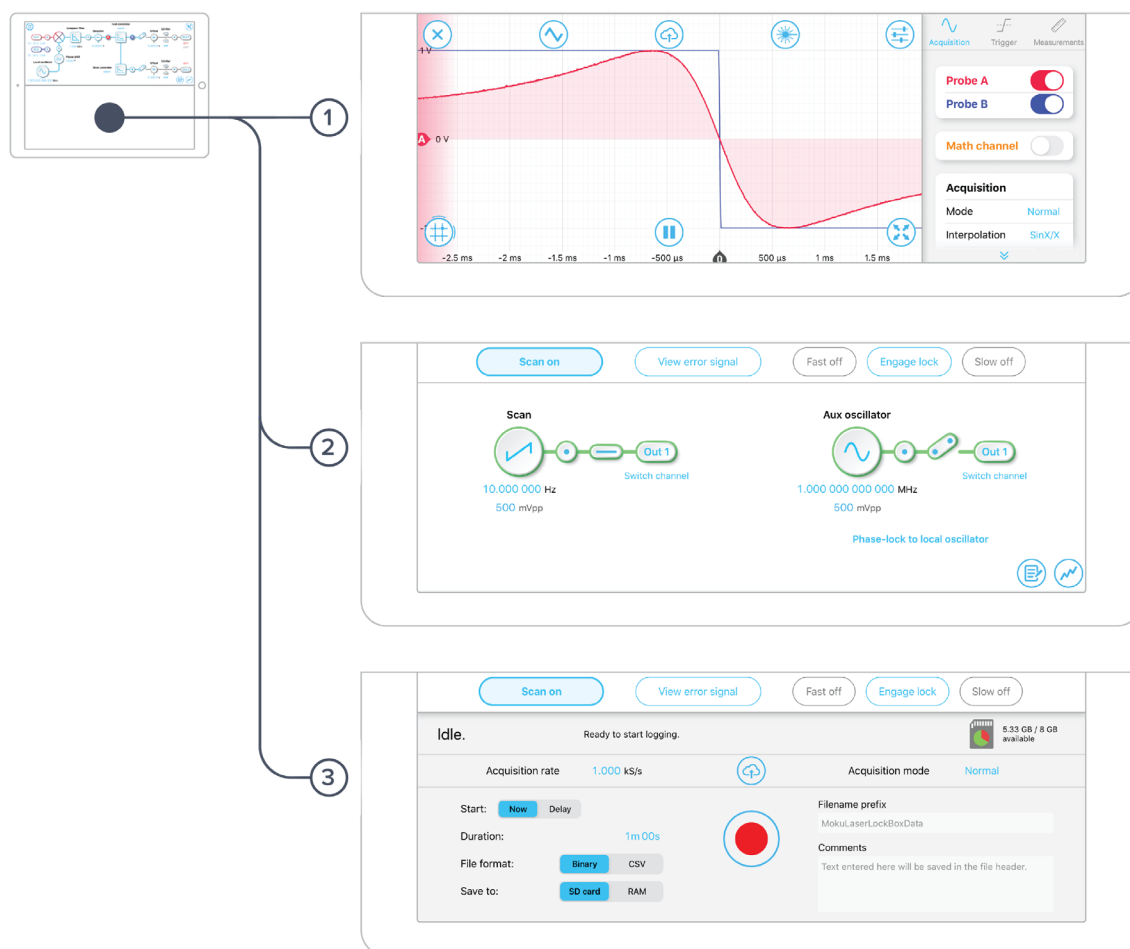 1
1 V
A 0 V
-2.5 ms -2 ms -1.5 ms -1 ms -500 µs 0 500 µs 1 ms 1.5 ms
Acquisition Trigger Measurements
Probe A
Probe B
Math channel
Acquisition
Mode Normal
Interpolation SinX/X
2
Scan on View error signal Fast off Engage lock Slow off
Scan Aux oscillator
Out 1 Out 1
Switch channel Switch channel
10.000 000 Hz 1.000 000 000 000 MHz
500 mVpp 500 mVpp
Phase-lock to local oscillator
3
Scan on View error signal Fast off Engage lock Slow off
Idle. Ready to start logging. 5.33 GB / 8 GB
available
Acquisition rate 1.000 kS/s Acquisition mode Normal
Start: Now Delay
Duration: 1m 00s
File format: Binary CSV
Save to: SD card RAM
Filename prefix
MokuLaserLockBoxData
Comments
Text entered here will be saved in the file header.